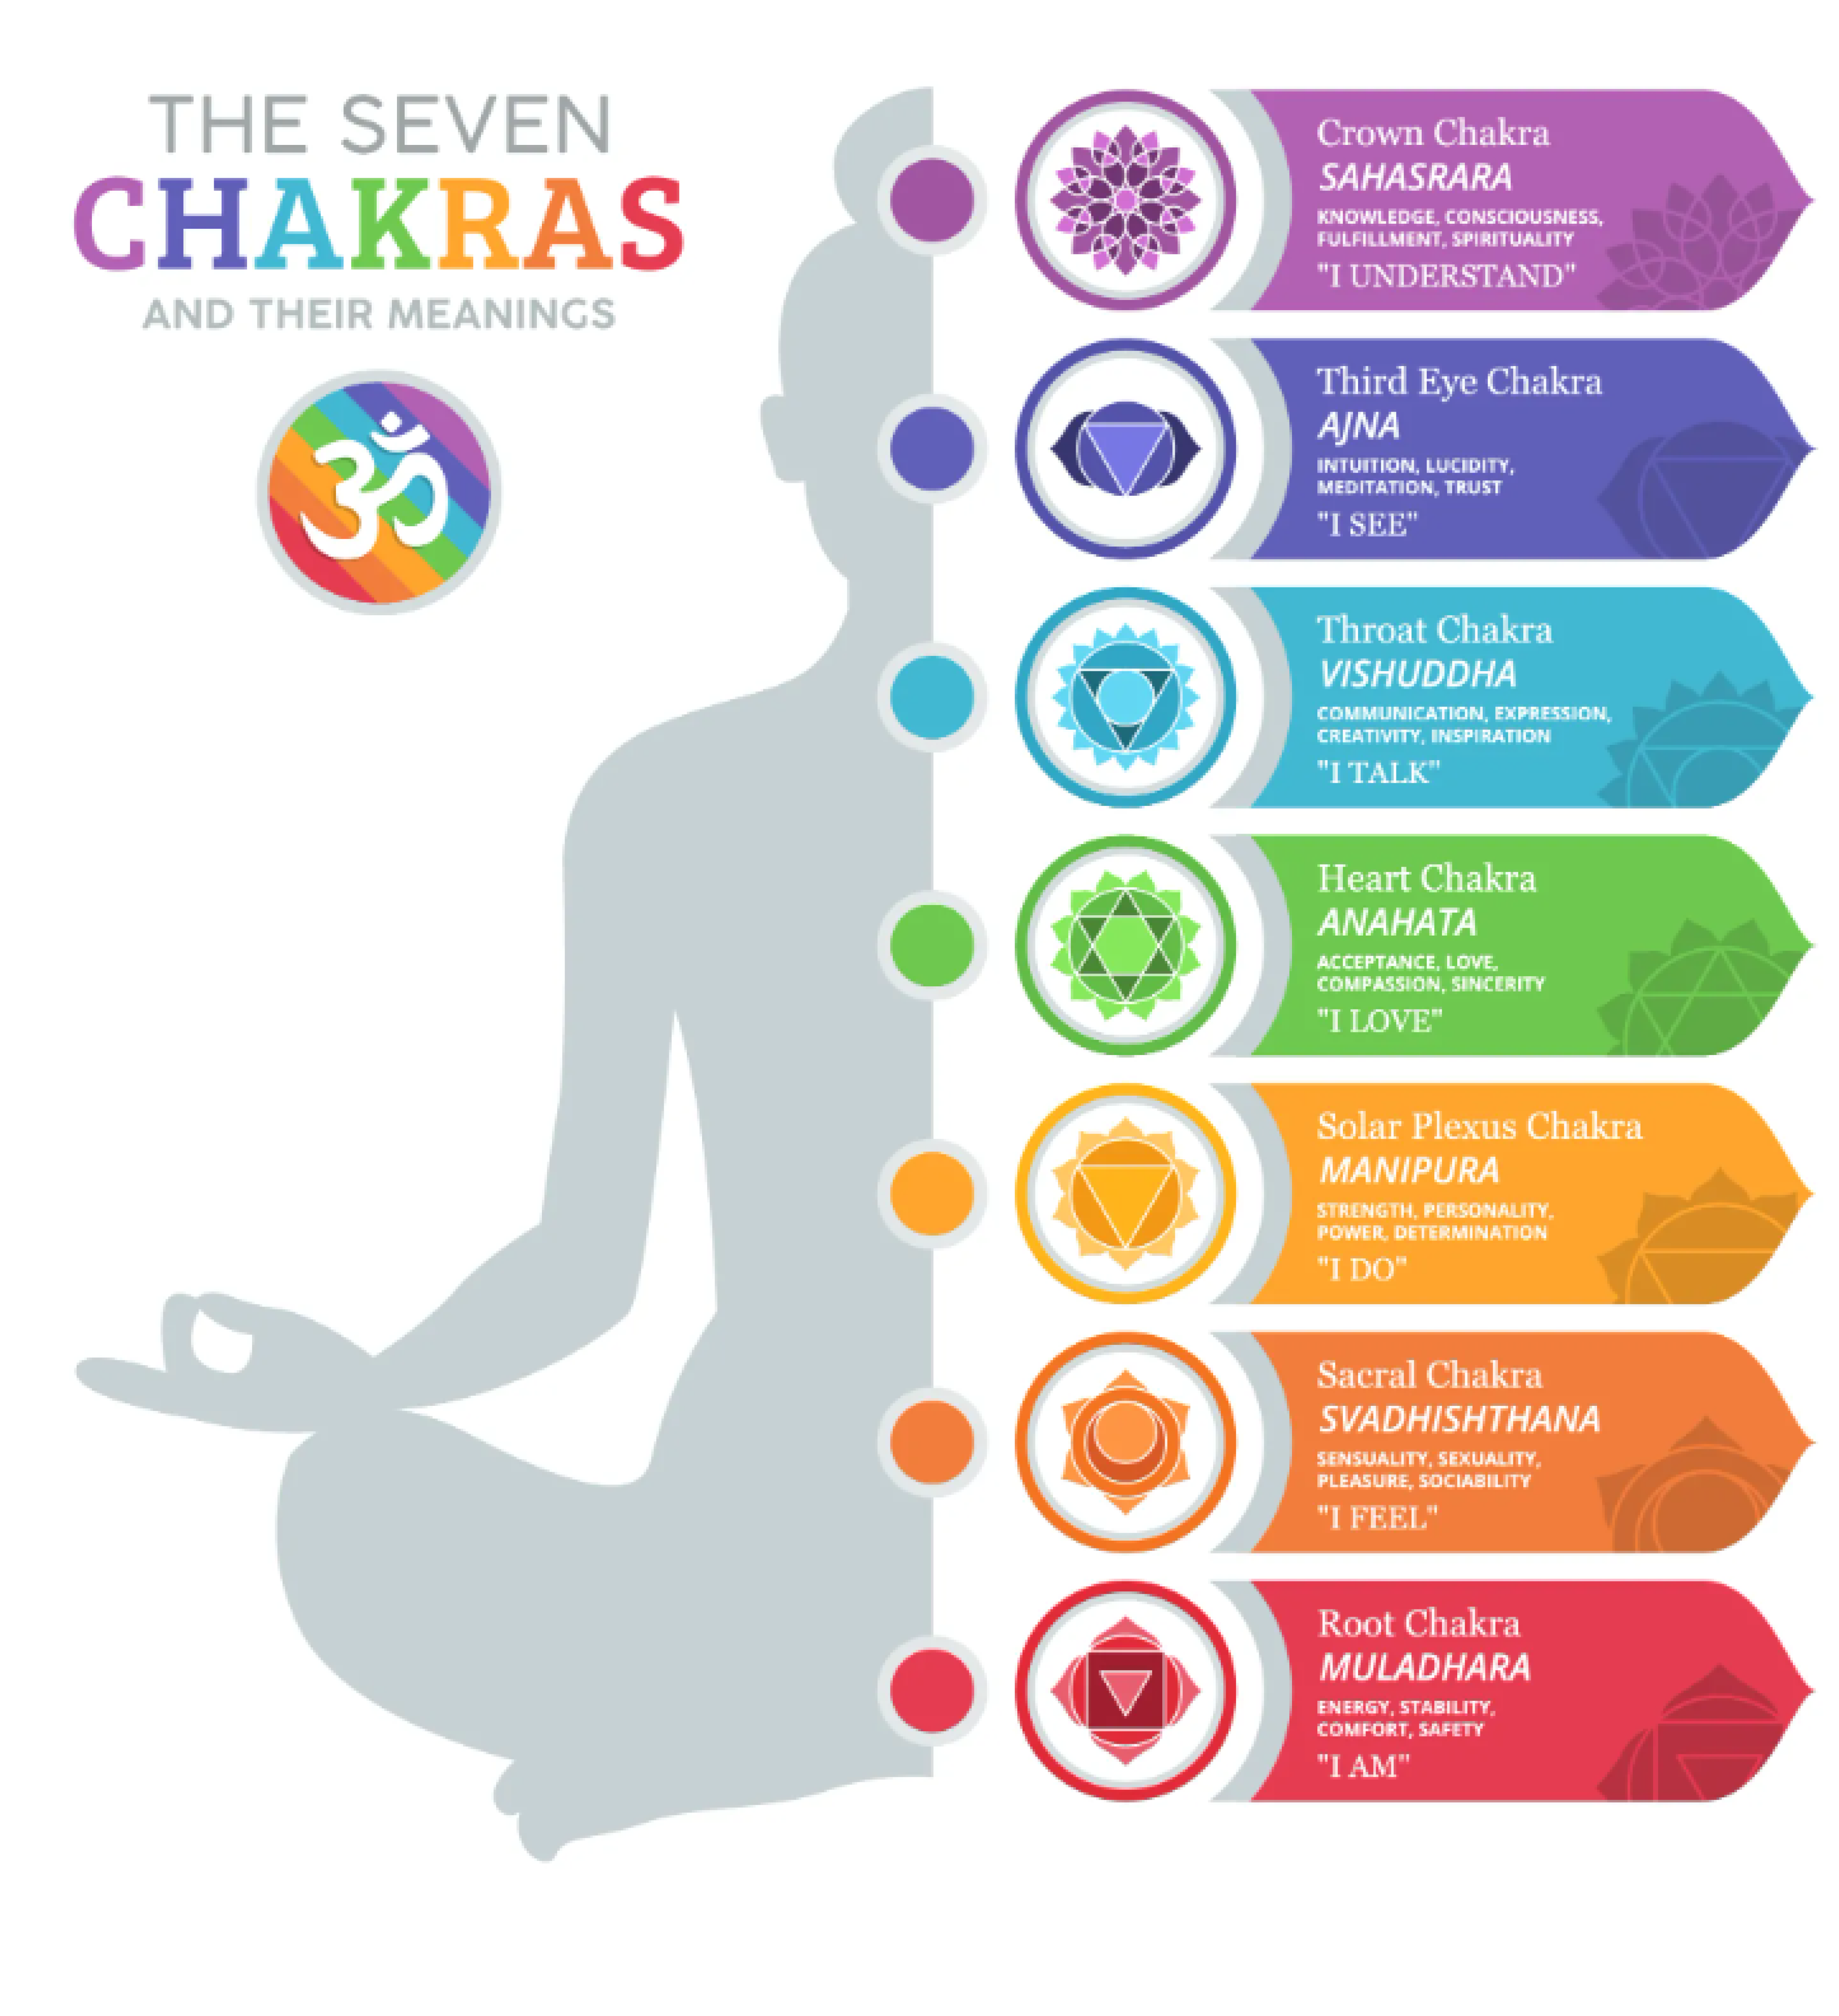 THE SEVEN
CHAKRAS
AND THEIR MEANINGS
ॐ
Crown Chakra
SAHASRARA
KNOWLEDGE, CONSCIOUSNESS,
FULFILLMENT, SPIRITUALITY
"I UNDERSTAND"
Third Eye Chakra
AJNA
INTUITION, LUCIDITY,
MEDITATION, TRUST
"I SEE"
Throat Chakra
VISHUDDHA
COMMUNICATION, EXPRESSION,
CREATIVITY, INSPIRATION
"I TALK"
Heart Chakra
ANAHATA
ACCEPTANCE, LOVE,
COMPASSION, SINCERITY
"I LOVE"
Solar Plexus Chakra
MANIPURA
STRENGTH, PERSONALITY,
POWER, DETERMINATION
"I DO"
Sacral Chakra
SVADHISHTHANA
SENSUALITY, SEXUALITY,
PLEASURE, SOCIABILITY
"I FEEL"
Root Chakra
MULADHARA
ENERGY, STABILITY,
COMFORT, SAFETY
"I AM"